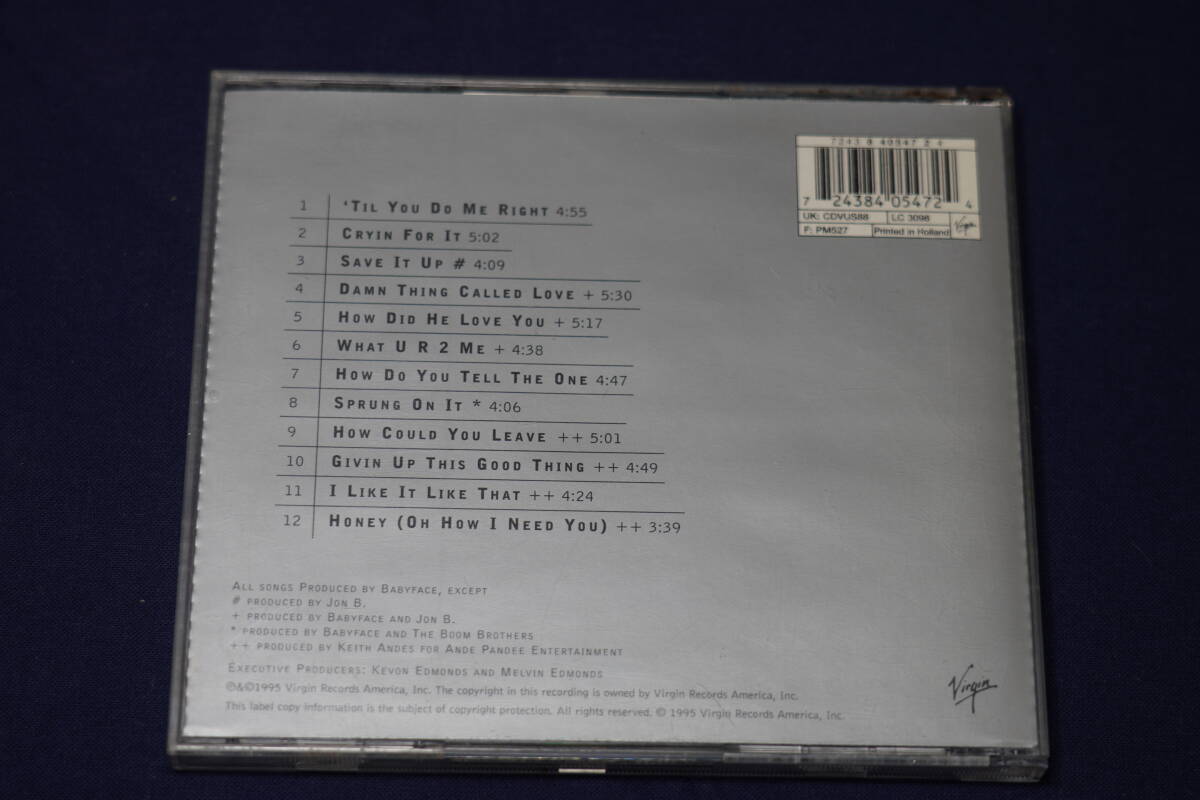 7243 8 40547 2 4
7 24384 05472 4
UK: CDVUS88 LC 3098 Virgin
F: PM527 Printed in Holland
1 ‘TIL YOU DO ME RIGHT 4:55
2 CRYIN FOR IT 5:02
3 SAVE IT UP # 4:09
4 DAMN THING CALLED LOVE + 5:30
5 HOW DID HE LOVE YOU + 5:17
6 WHAT U R 2 ME + 4:38
7 HOW DO YOU TELL THE ONE 4:47
8 SPRUNG ON IT * 4:06
9 HOW COULD YOU LEAVE ++ 5:01
10 GIVIN UP THIS GOOD THING ++ 4:49
11 I LIKE IT LIKE THAT ++ 4:24
12 HONEY (OH HOW I NEED YOU) ++ 3:39
ALL SONGS PRODUCED BY BABYFACE, EXCEPT
# PRODUCED BY JON B.
+ PRODUCED BY BABYFACE AND JON B.
* PRODUCED BY BABYFACE AND THE BOOM BROTHERS
++ PRODUCED BY KEITH ANDES FOR ANDE PANDEE ENTERTAINMENT
EXECUTIVE PRODUCERS: KEVON EDMONDS AND MELVIN EDMONDS
℗&©1995 Virgin Records America, Inc. The copyright in this recording is owned by Virgin Records America, Inc.
This label copy information is the subject of copyright protection. All rights reserved. © 1995 Virgin Records America, Inc.
Virgin